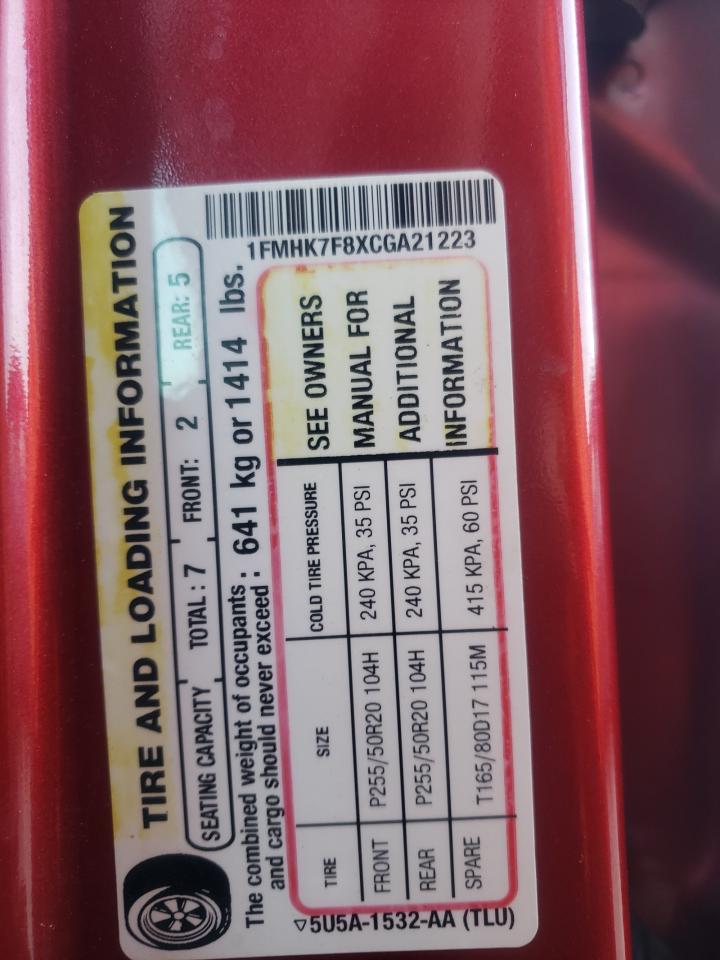 TIRE AND LOADING INFORMATION
SEATING CAPACITY TOTAL : 7 FRONT: 2 REAR: 5
The combined weight of occupants and cargo should never exceed : 641 kg or 1414 lbs.
TIRE SIZE COLD TIRE PRESSURE
FRONT P255/50R20 104H 240 KPA, 35 PSI
REAR P255/50R20 104H 240 KPA, 35 PSI
SPARE T165/80D17 115M 415 KPA, 60 PSI
SEE OWNERS
MANUAL FOR
ADDITIONAL
INFORMATION
5U5A-1532-AA (TLU)
1FMHK7F8XCGA21223